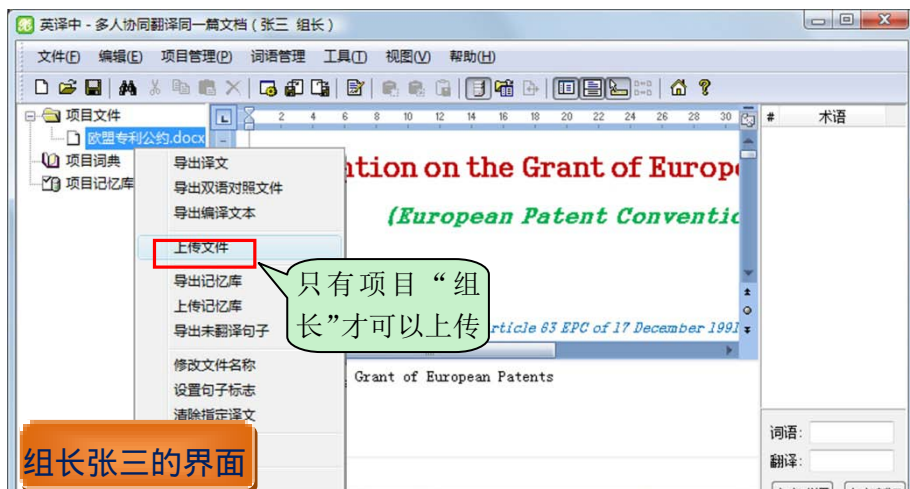 英译中 - 多人协同翻译同一篇文档 ( 张三 组长 )
文件(F) 编辑(E) 项目管理(P) 词语管理 工具(T) 视图(V) 帮助(H)
项目文件
欧盟专利公约.docx
项目词典
项目记忆库
L 2 4 6 8 10 12 14 16 18 20 22 24 26 28 30
# 术语
ntion on the Grant of Europe
(European Patent Conventic
rticle 63 EPC of 17 December 1991
导出译文
导出双语对照文件
导出编译文本
上传文件
导出记忆库
上传记忆库
导出未翻译句子
修改文件名称
设置句子标志
清除指定译文
只有项目“组
长”才可以上传
Grant of European Patents
词语:
翻译:
组长张三的界面